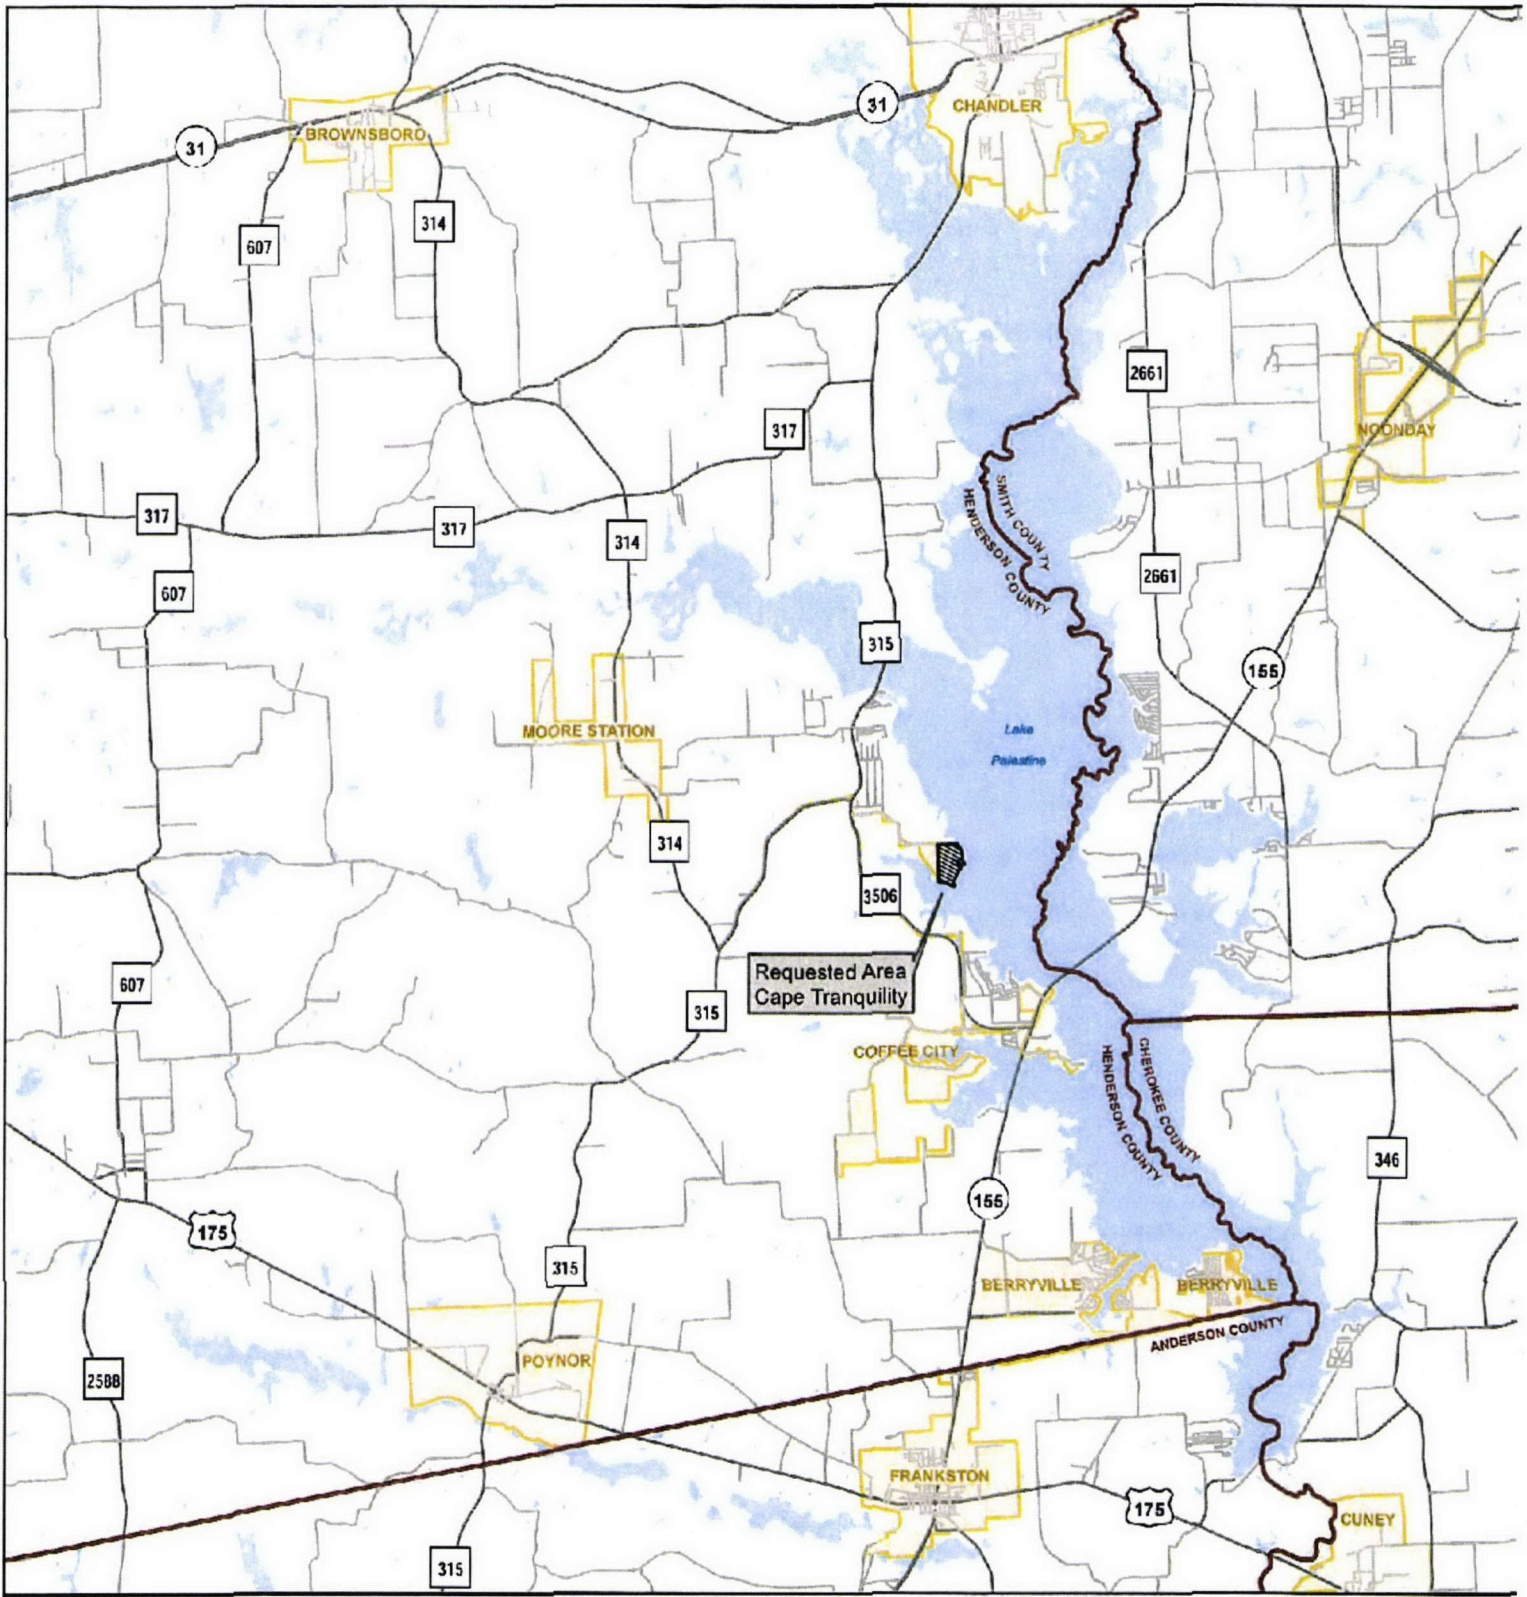 31
CHANDLER
BROWNSBORO
31
314
607
2661
317
NOONDAY
317
317
314
SMITH COUNTY
HENDERSON COUNTY
2661
607
315
155
MOORE STATION
Lake
Palestine
314
3506
Requested Area
Cape Tranquility
607
315
COFFEE CITY
CHEROKEE COUNTY
HENDERSON COUNTY
346
155
175
315
BERRYVILLE
BERRYVILLE
ANDERSON COUNTY
POYNOR
2588
FRANKSTON
175
CUNEY
315